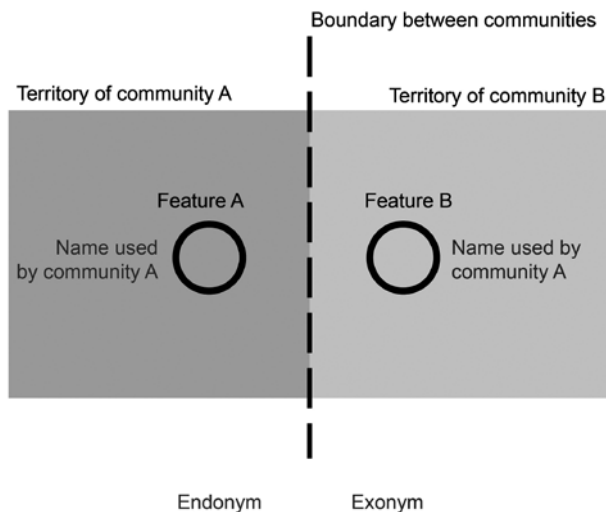 Boundary between communities
Territory of community A
Territory of community B
Feature A
Feature B
Name used
by community A
Name used by
community A
Endonym
Exonym